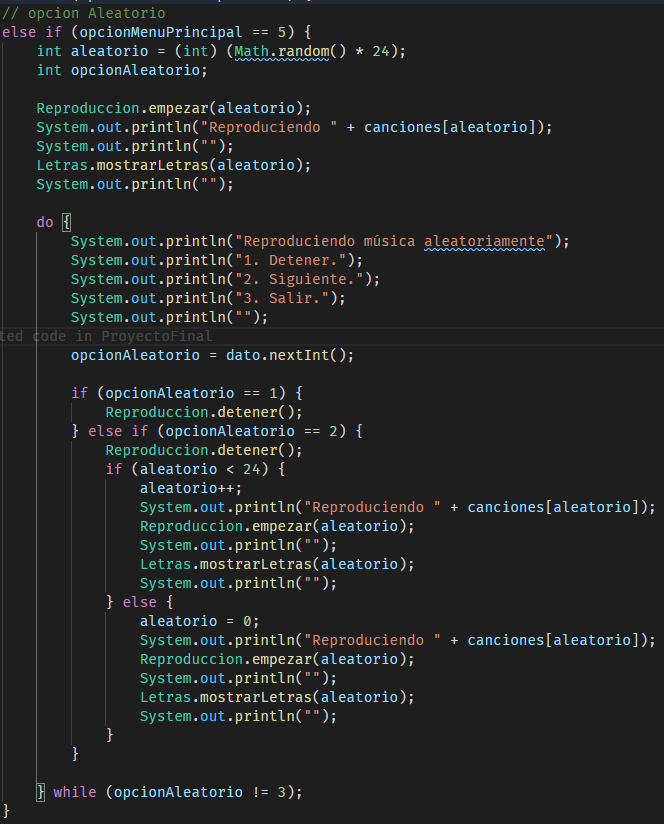 // opcion Aleatorio
else if (opcionMenuPrincipal == 5) {
    int aleatorio = (int) (Math.random() * 24);
    int opcionAleatorio;

    Reproduccion.empezar(aleatorio);
    System.out.println("Reproduciendo " + canciones[aleatorio]);
    System.out.println("");
    Letras.mostrarLetras(aleatorio);
    System.out.println("");

    do {
        System.out.println("Reproduciendo música aleatoriamente");
        System.out.println("1. Detener.");
        System.out.println("2. Siguiente.");
        System.out.println("3. Salir.");
        System.out.println("");
ted code in ProyectoFinal
        opcionAleatorio = dato.nextInt();

        if (opcionAleatorio == 1) {
            Reproduccion.detener();
        } else if (opcionAleatorio == 2) {
            Reproduccion.detener();
            if (aleatorio < 24) {
                aleatorio++;
                System.out.println("Reproduciendo " + canciones[aleatorio]);
                Reproduccion.empezar(aleatorio);
                System.out.println("");
                Letras.mostrarLetras(aleatorio);
                System.out.println("");
            } else {
                aleatorio = 0;
                System.out.println("Reproduciendo " + canciones[aleatorio]);
                Reproduccion.empezar(aleatorio);
                System.out.println("");
                Letras.mostrarLetras(aleatorio);
                System.out.println("");
            }
        }

    } while (opcionAleatorio != 3);
}